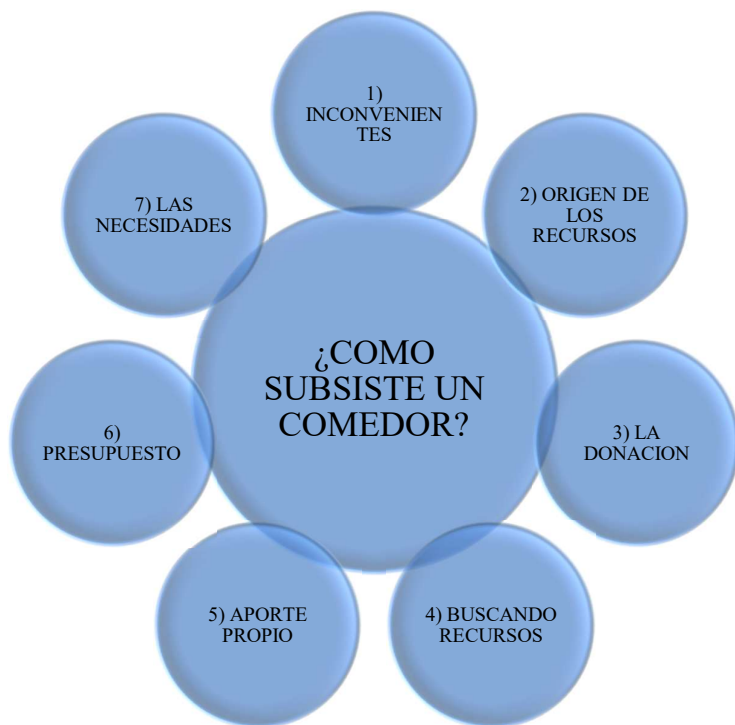 1)
INCONVENIEN
TES
2) ORIGEN DE
LOS
RECURSOS
3) LA
DONACION
4) BUSCANDO
RECURSOS
5) APORTE
PROPIO
6)
PRESUPUESTO
7) LAS
NECESIDADES
¿COMO
SUBSISTE UN
COMEDOR?